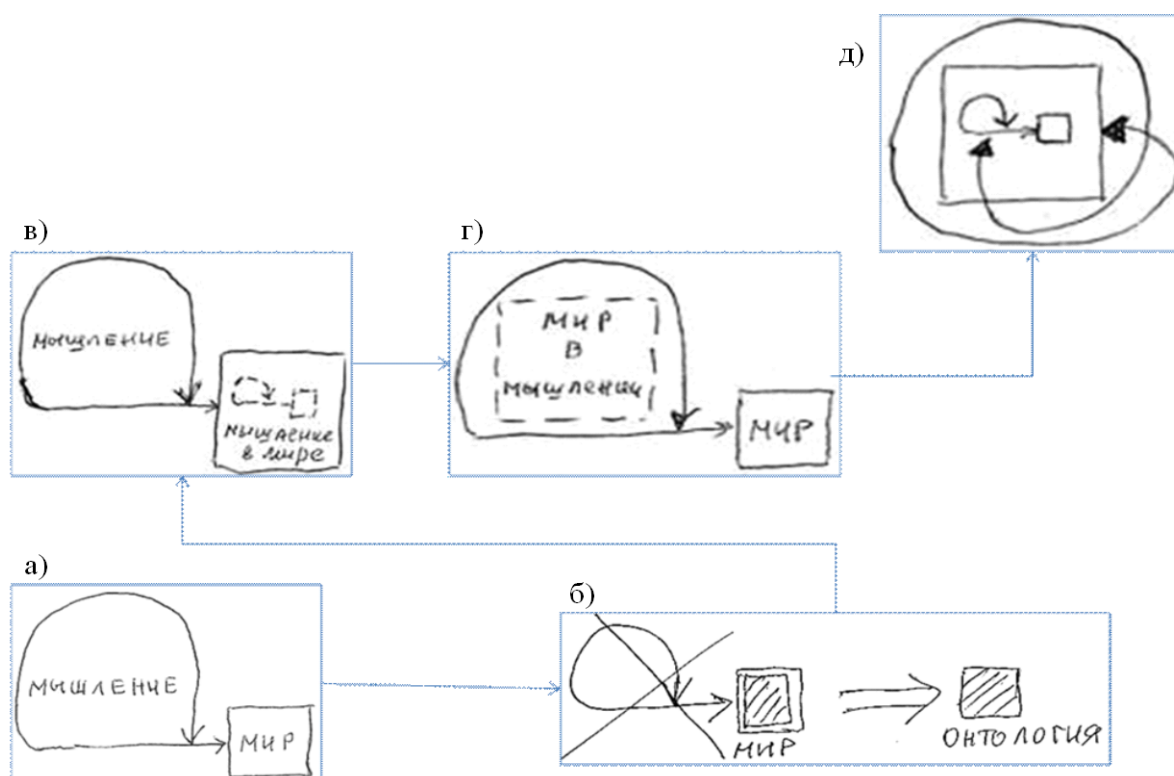 д)
в)
г)
МЫШЛЕНИЕ
МЫШЛЕНИЕ
В МИРЕ
МИР
В
МЫШЛЕНИИ
МИР
а)
б)
МЫШЛЕНИЕ
МИР
МИР
ОНТОЛОГИЯ